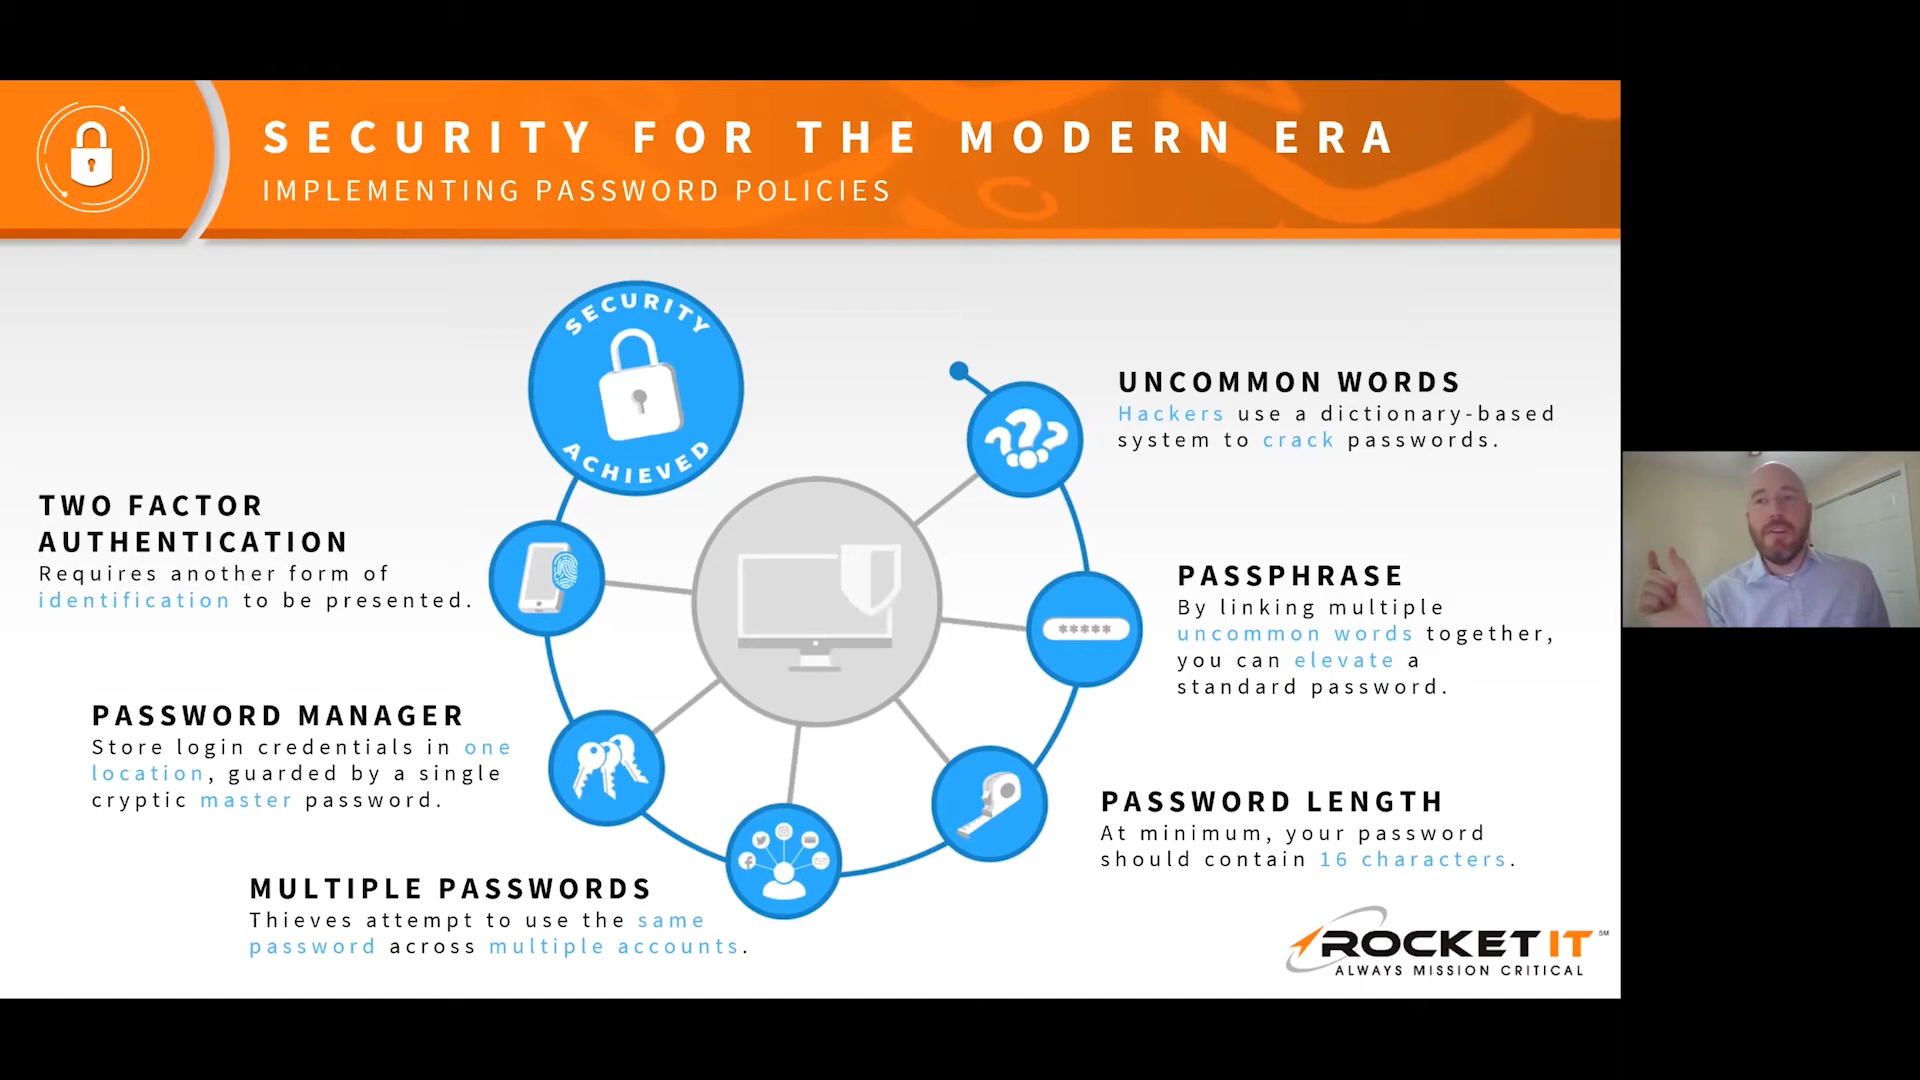 SECURITY FOR THE MODERN ERA
IMPLEMENTING PASSWORD POLICIES
SECURITY
ACHIEVED
UNCOMMON WORDS
Hackers use a dictionary-based
system to crack passwords.
PASSPHRASE
By linking multiple
uncommon words together,
you can elevate a
standard password.
*****
PASSWORD LENGTH
At minimum, your password
should contain 16 characters.
MULTIPLE PASSWORDS
Thieves attempt to use the same
password across multiple accounts.
PASSWORD MANAGER
Store login credentials in one
location, guarded by a single
cryptic master password.
TWO FACTOR
AUTHENTICATION
Requires another form of
identification to be presented.
???
ROCKET IT SM
ALWAYS MISSION CRITICAL